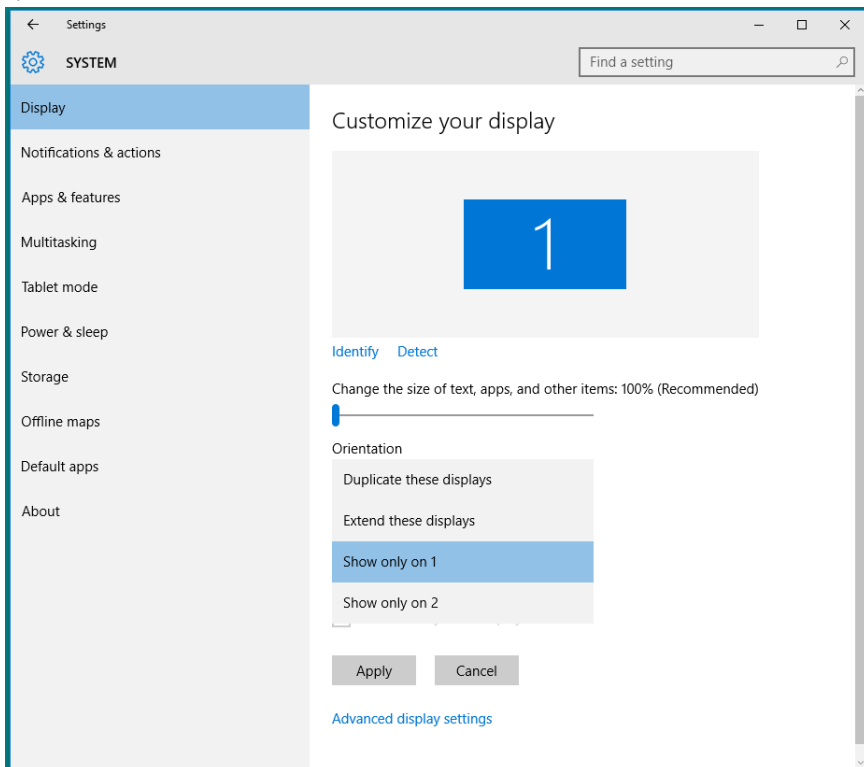 Settings
SYSTEM
Find a setting
Display
Notifications & actions
Apps & features
Multitasking
Tablet mode
Power & sleep
Storage
Offline maps
Default apps
About
Customize your display
1
Identify Detect
Change the size of text, apps, and other items: 100% (Recommended)
Orientation
Duplicate these displays
Extend these displays
Show only on 1
Show only on 2
Apply Cancel
Advanced display settings